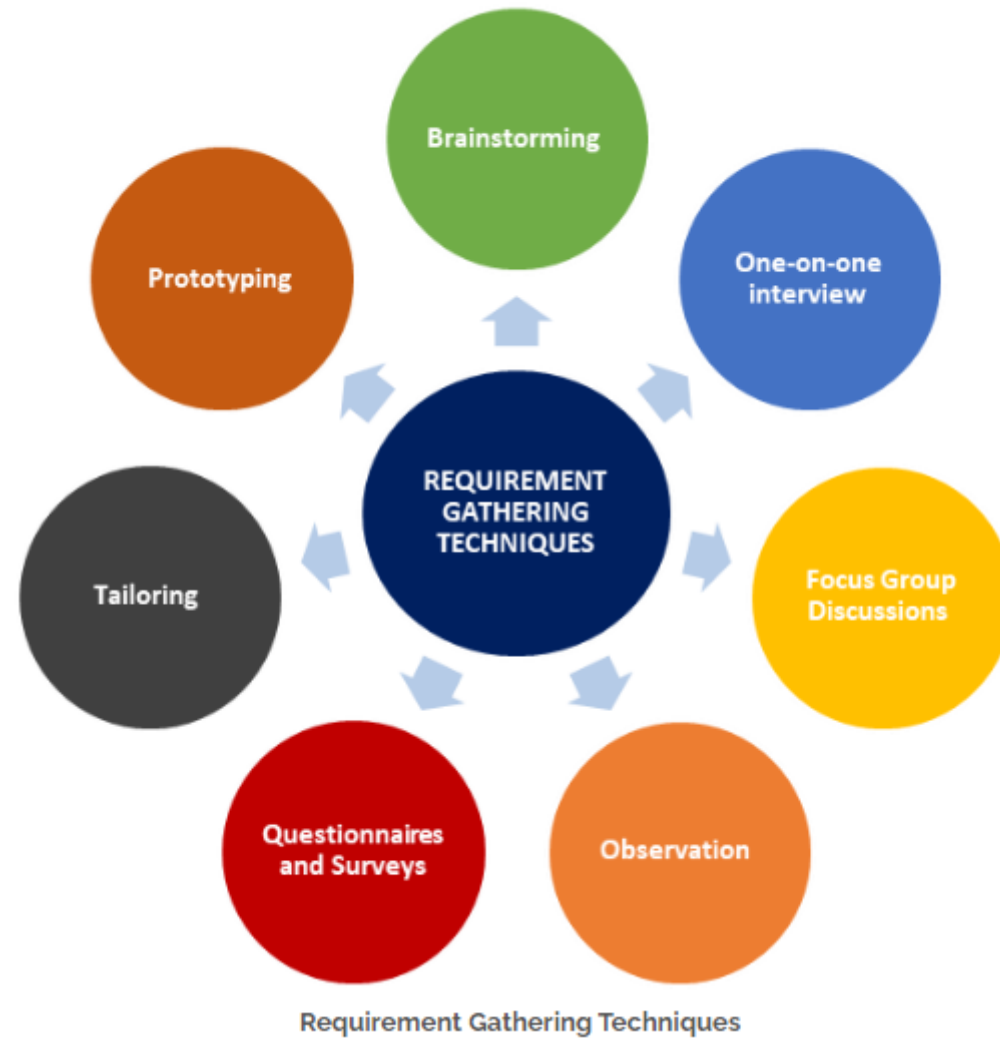 Brainstorming
One-on-one
interview
Focus Group
Discussions
Observation
Questionnaires
and Surveys
Tailoring
Prototyping
REQUIREMENT
GATHERING
TECHNIQUES
Requirement Gathering Techniques